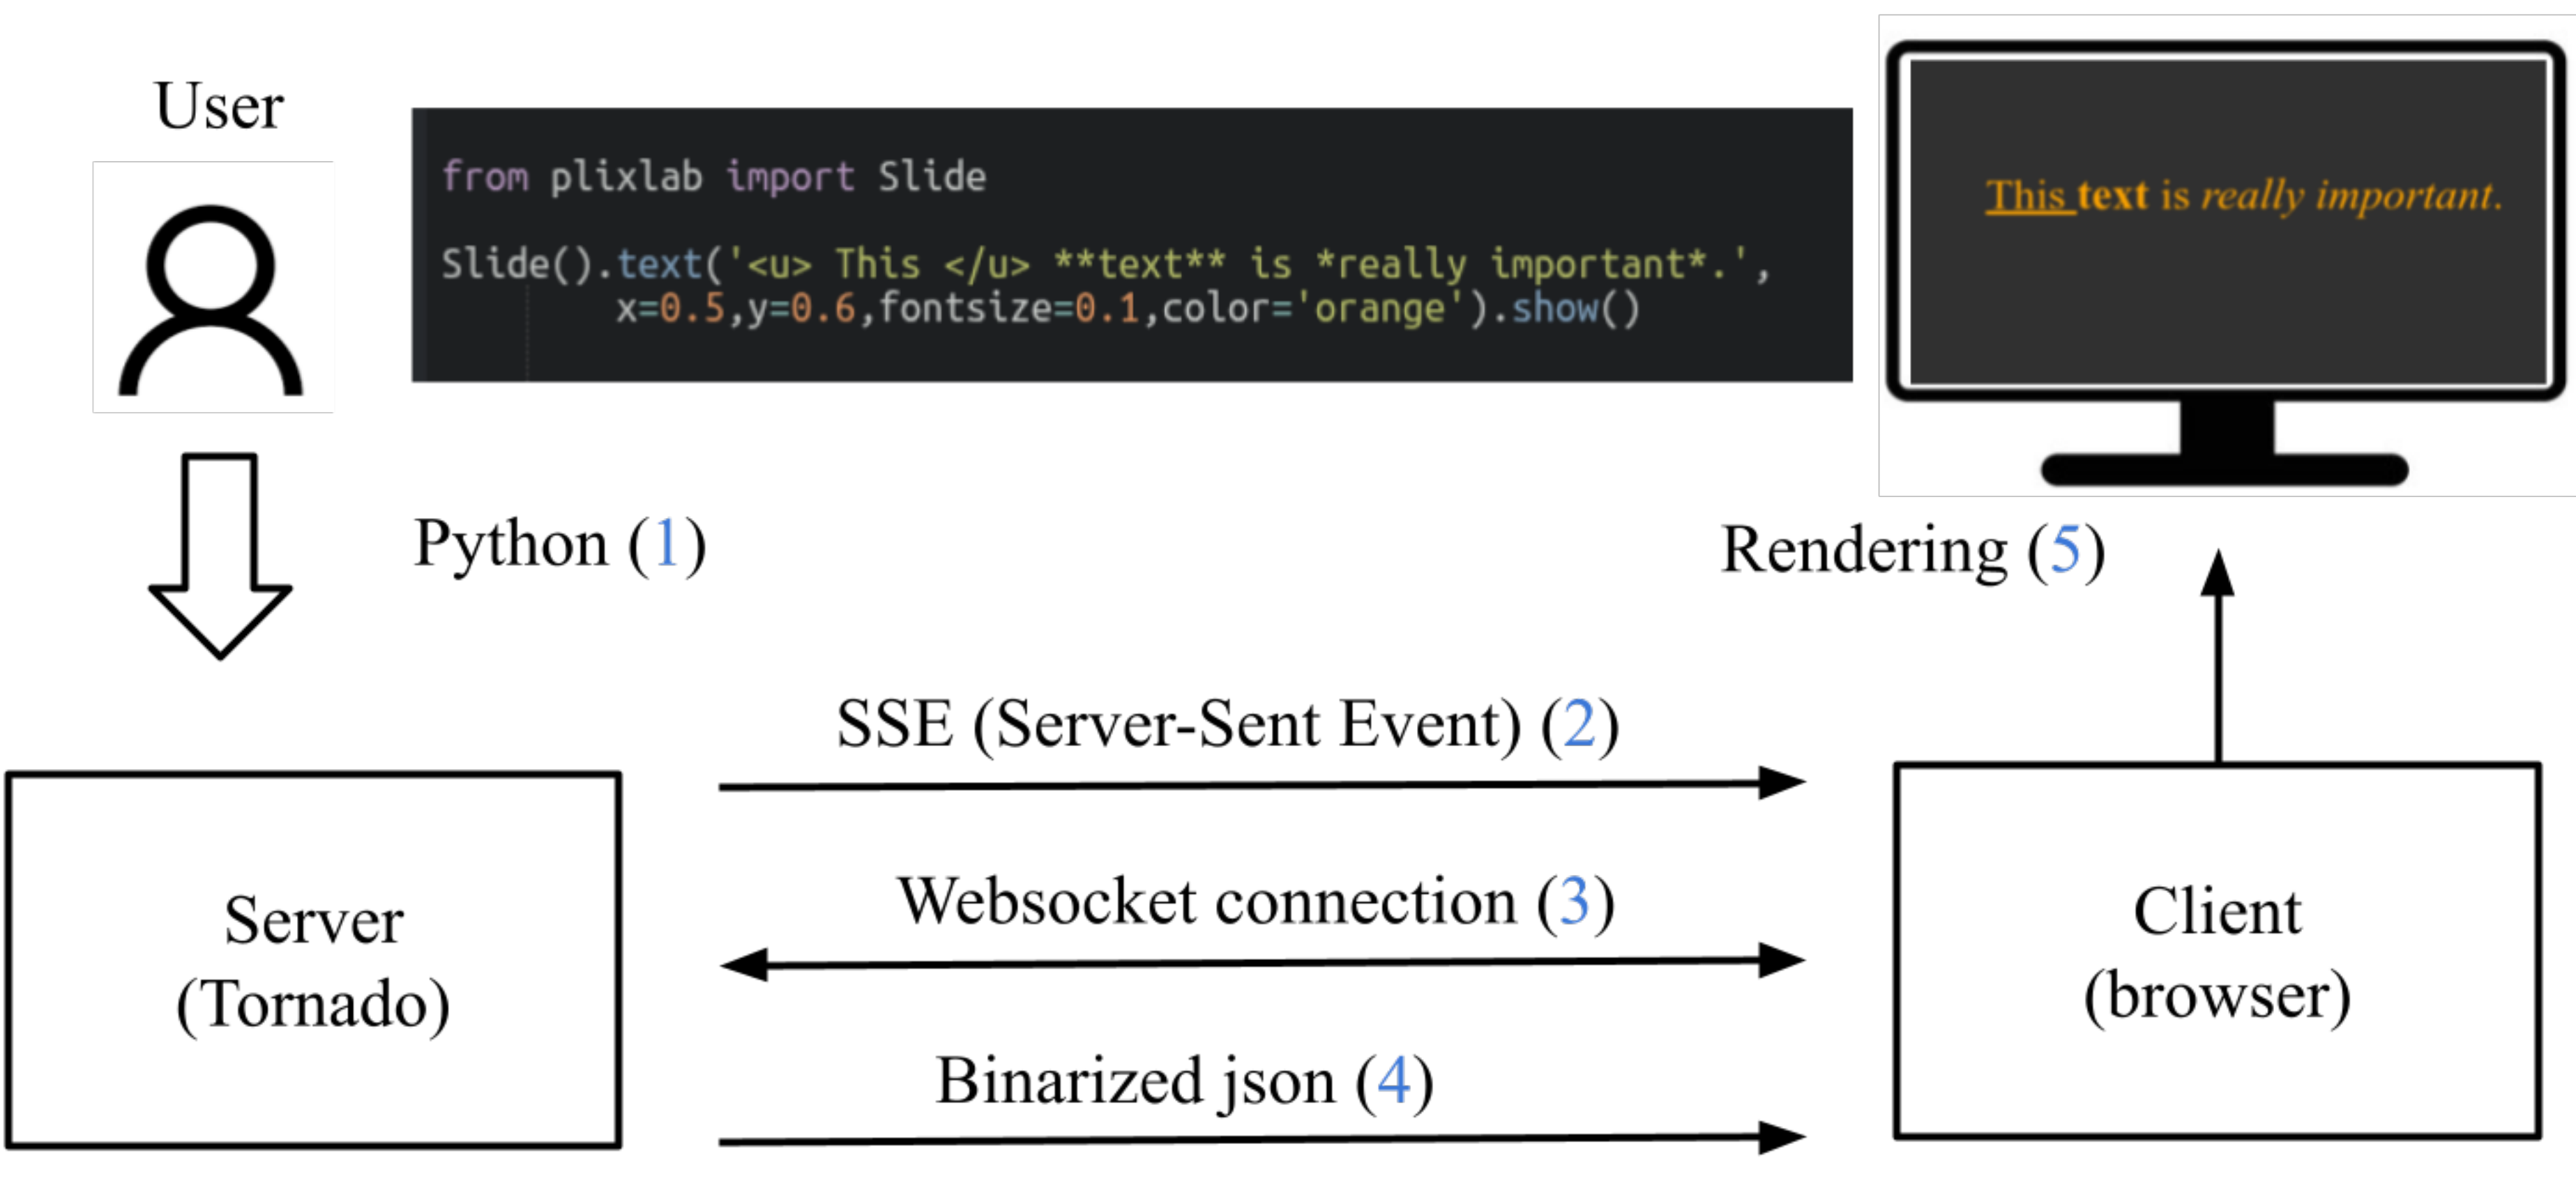 User
from plixlab import Slide
Slide().text('<u> This </u> **text** is *really important*.',
x=0.5,y=0.6,fontsize=0.1,color='orange').show()
This text is really important.
Python (1)
Rendering (5)
SSE (Server-Sent Event) (2)
Websocket connection (3)
Binarized json (4)
Server
(Tornado)
Client
(browser)